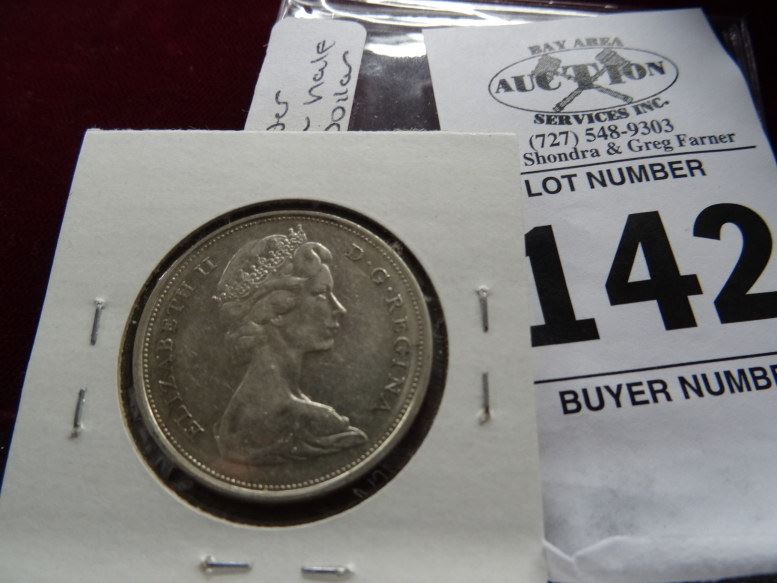 half
Dollar
BAY AREA
AUCTION
SERVICES INC.
(727) 548-9303
Shondra & Greg Farner
LOT NUMBER
142
BUYER NUMB
ELIZABETH II D·G·REGINA